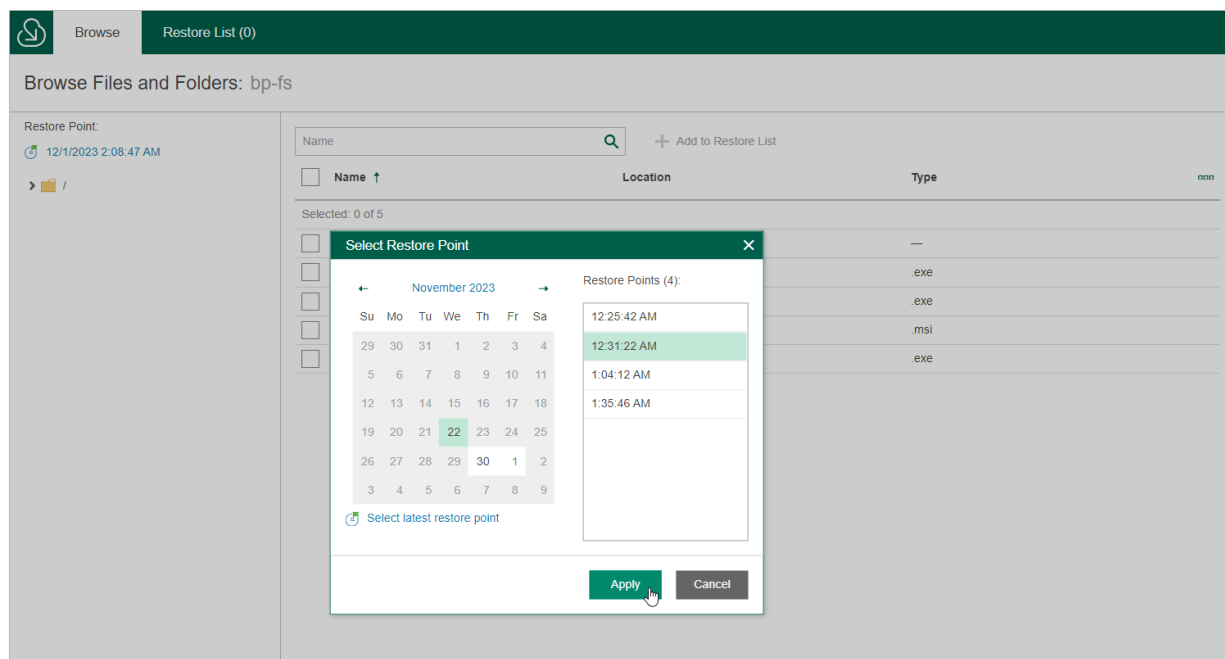 Browse Restore List (0)
Browse Files and Folders: bp-fs
Restore Point:
12/1/2023 2:08:47 AM
/
Name
Add to Restore List
Name Location Type
Selected: 0 of 5
—
.exe
.exe
.msi
.exe
Select Restore Point
November 2023
Su Mo Tu We Th Fr Sa
29 30 31 1 2 3 4
5 6 7 8 9 10 11
12 13 14 15 16 17 18
19 20 21 22 23 24 25
26 27 28 29 30 1 2
3 4 5 6 7 8 9
Select latest restore point
Restore Points (4):
12:25:42 AM
12:31:22 AM
1:04:12 AM
1:35:46 AM
Apply Cancel